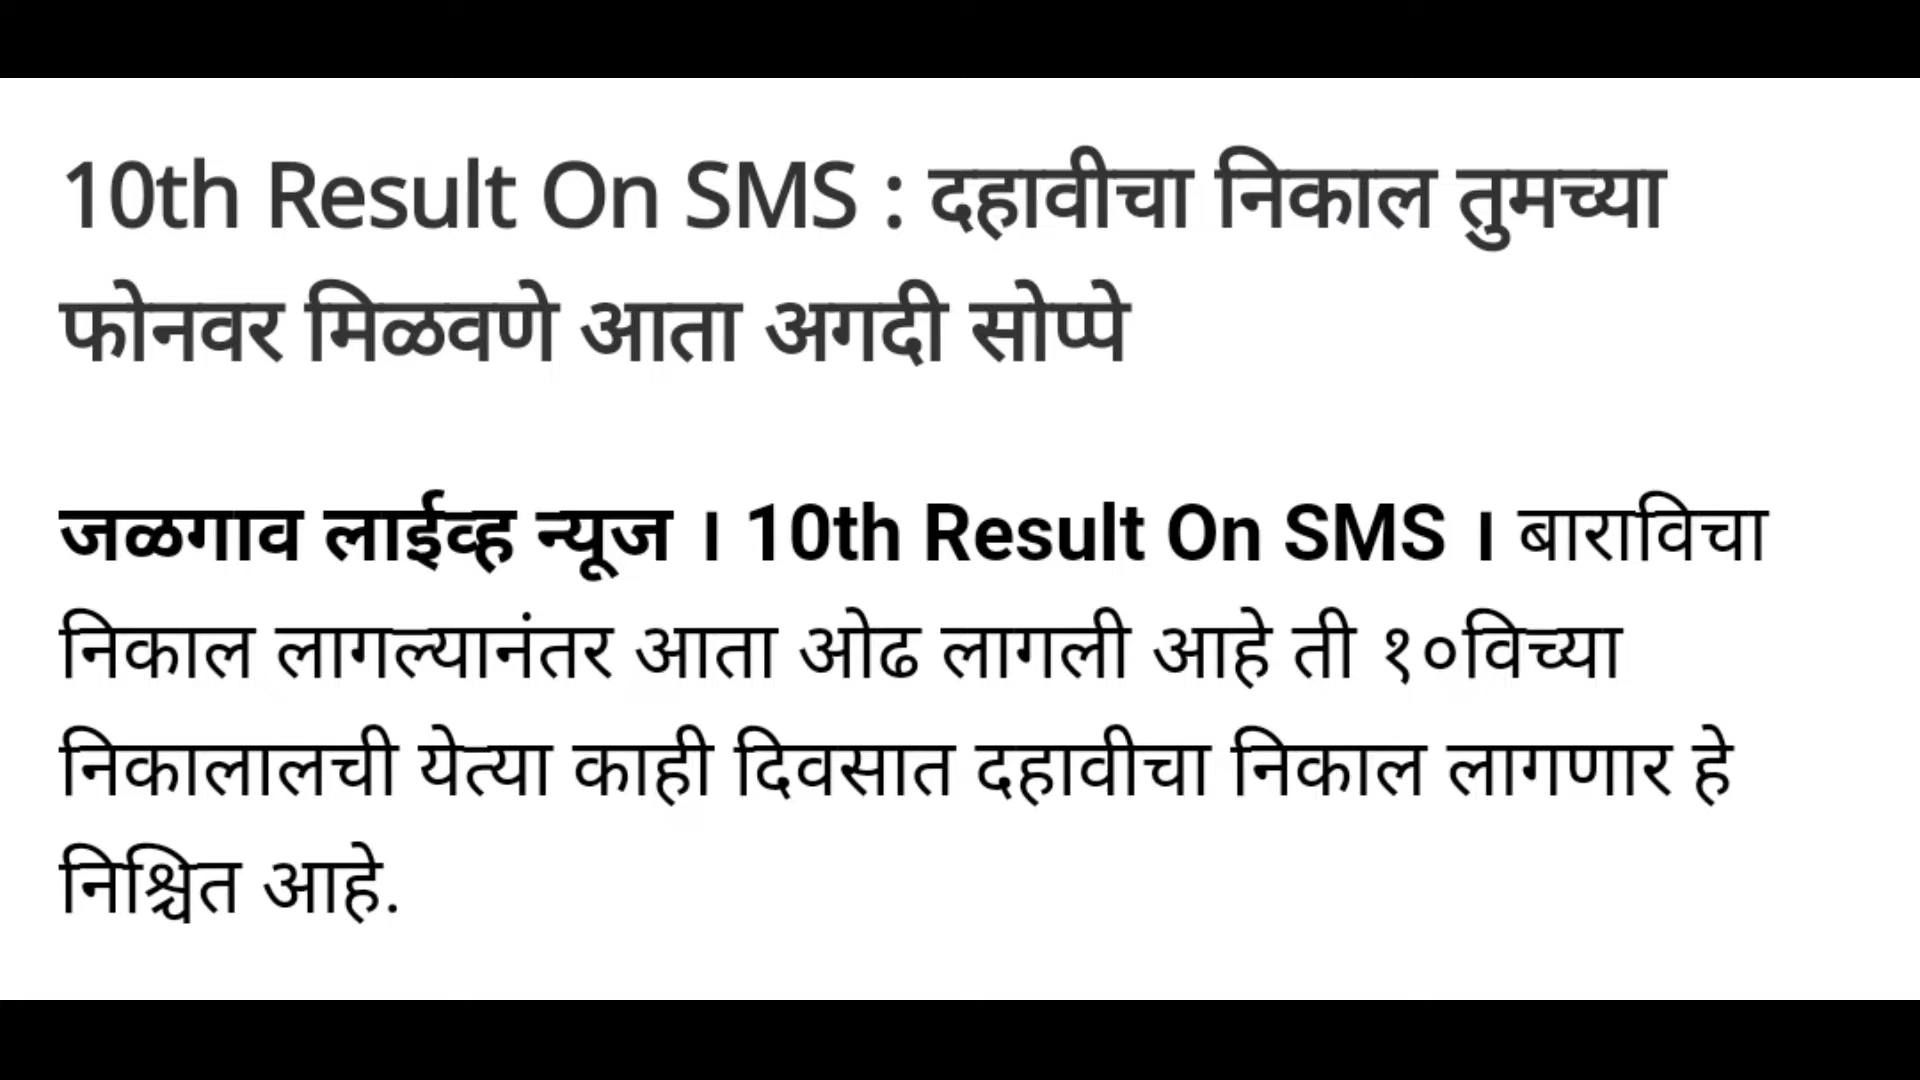 10th Result On SMS : दहावीचा निकाल तुमच्या
फोनवर मिळवणे आता अगदी सोप्पे
जळगाव लाईव्ह न्यूज । 10th Result On SMS । बाराविचा
निकाल लागल्यानंतर आता ओढ लागली आहे ती १०विच्या
निकालालची येत्या काही दिवसात दहावीचा निकाल लागणार हे
निश्चित आहे.